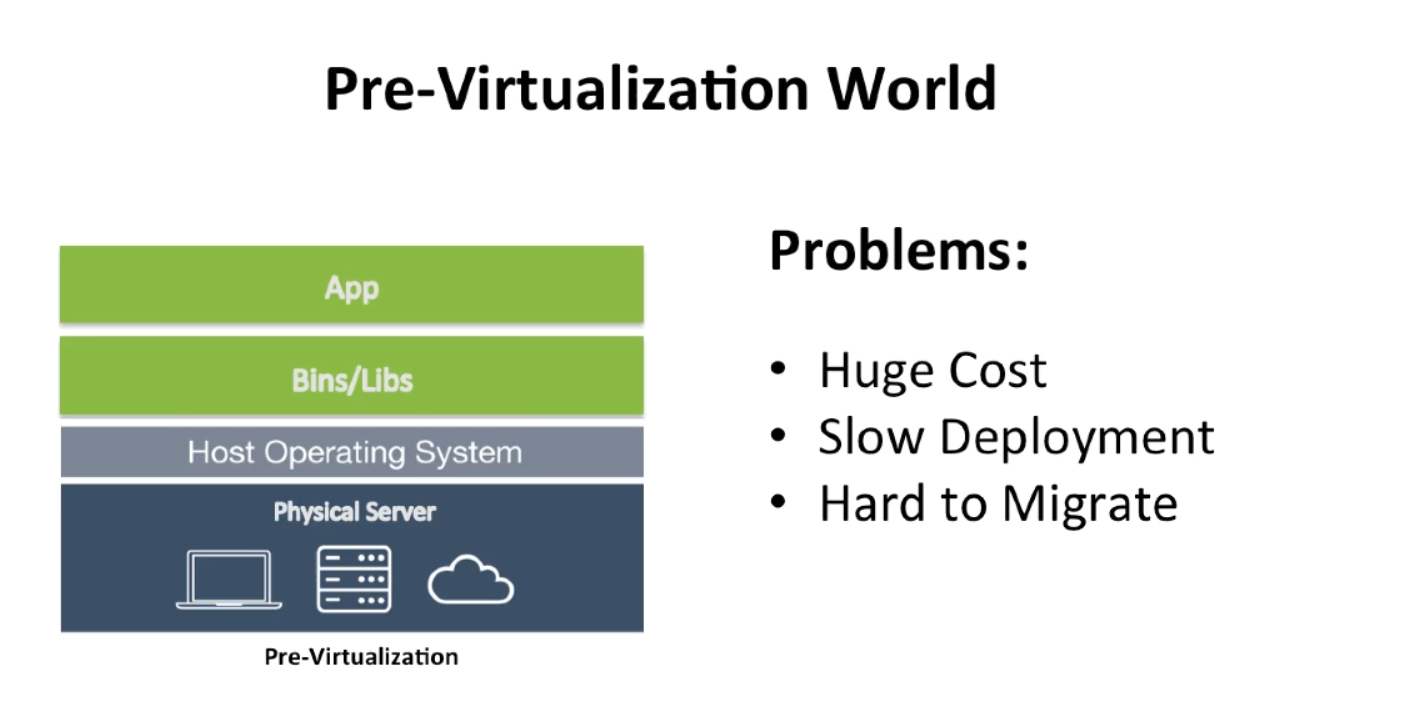 Pre-Virtualization World
App
Bins/Libs
Host Operating System
Physical Server
Pre-Virtualization
Problems:
• Huge Cost
• Slow Deployment
• Hard to Migrate